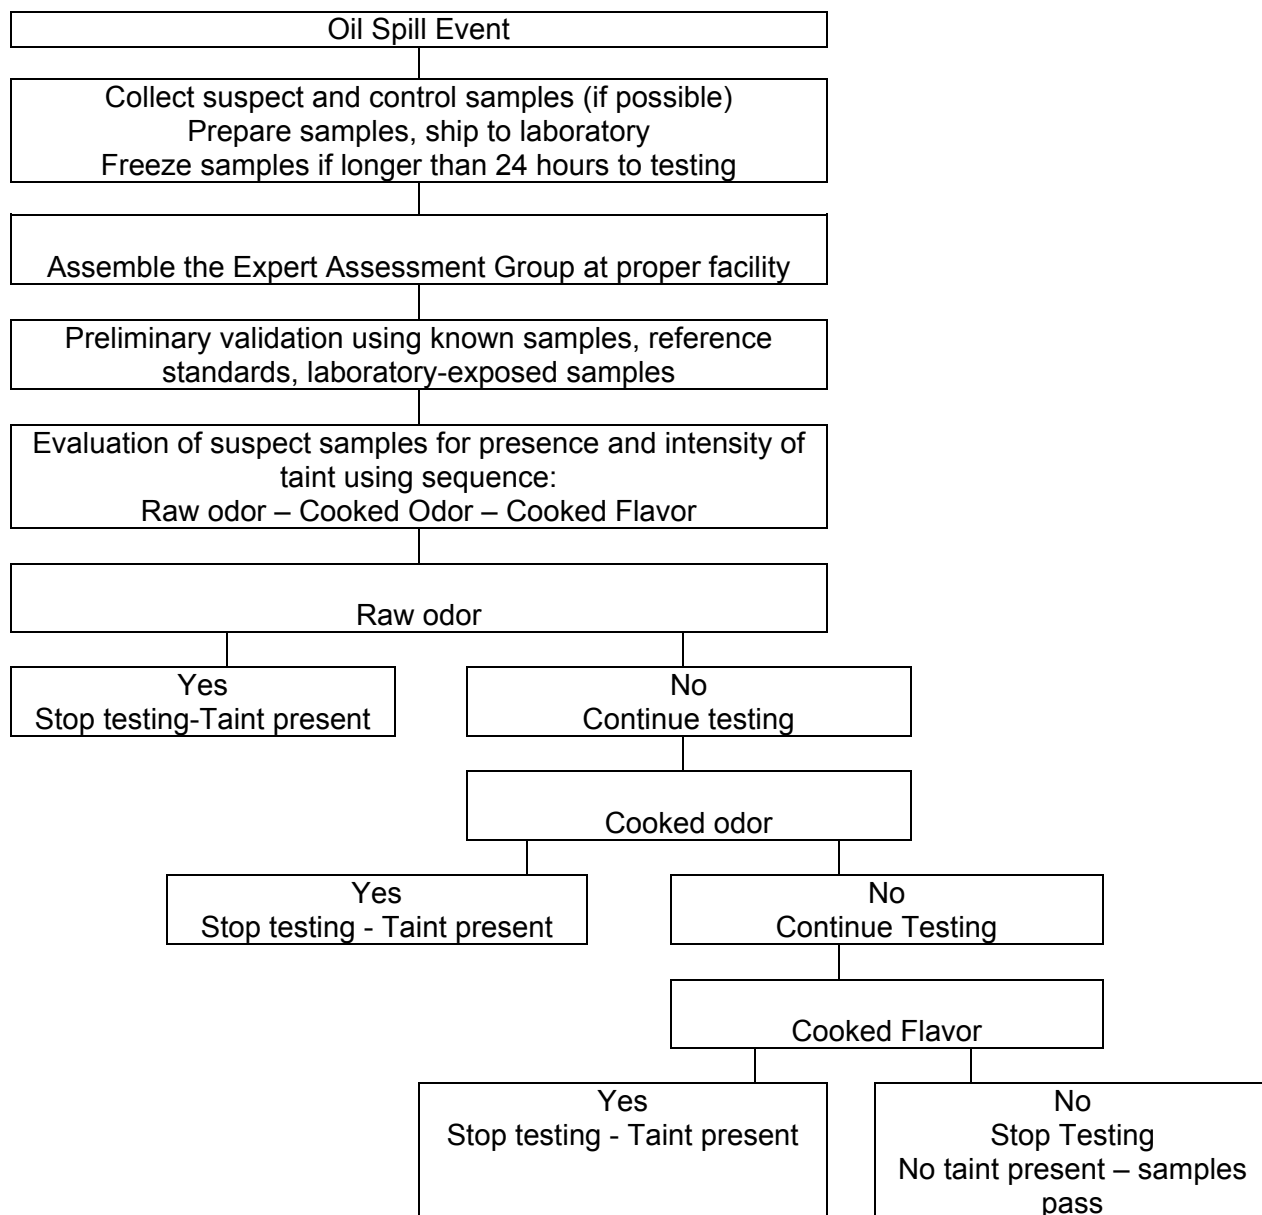 Oil Spill Event
Collect suspect and control samples (if possible)
Prepare samples, ship to laboratory
Freeze samples if longer than 24 hours to testing
Assemble the Expert Assessment Group at proper facility
Preliminary validation using known samples, reference
standards, laboratory-exposed samples
Evaluation of suspect samples for presence and intensity of
taint using sequence:
Raw odor – Cooked Odor – Cooked Flavor
Raw odor
Yes
Stop testing-Taint present
No
Continue testing
Cooked odor
Yes
Stop testing - Taint present
No
Continue Testing
Cooked Flavor
Yes
Stop testing - Taint present
No
Stop Testing
No taint present – samples
pass